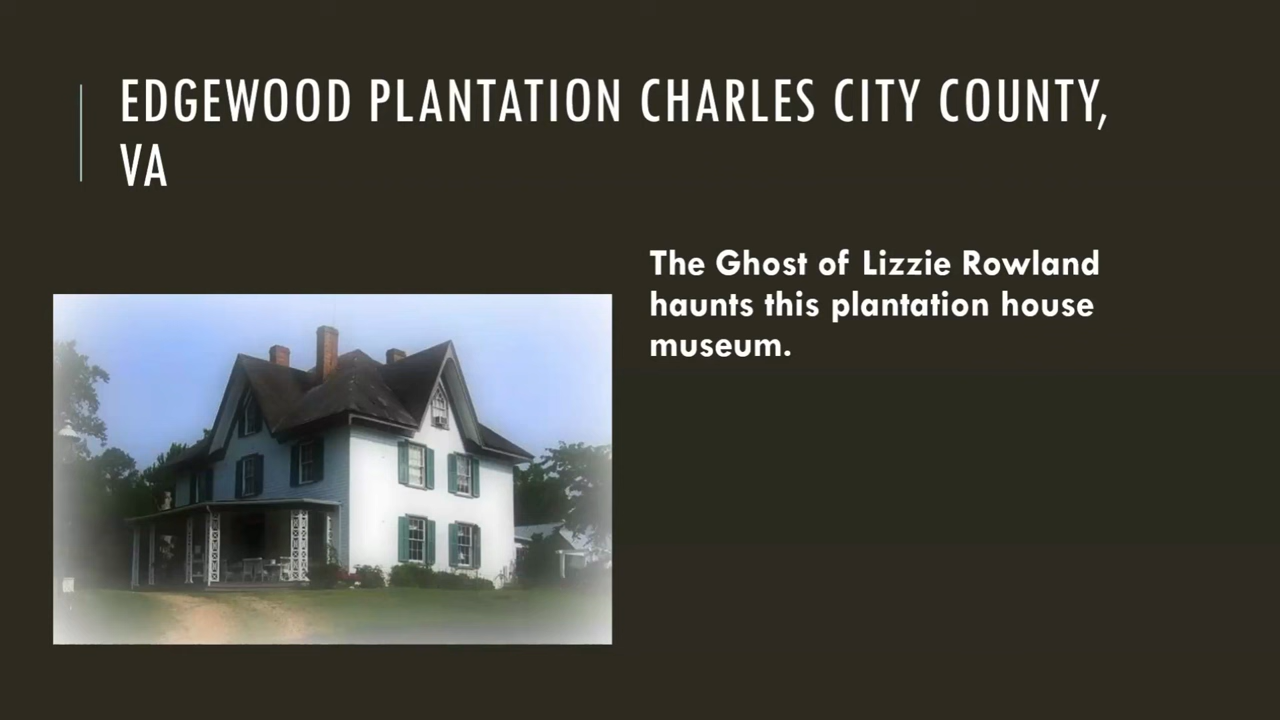 EDGEWOOD PLANTATION CHARLES CITY COUNTY,
VA
The Ghost of Lizzie Rowland
haunts this plantation house
museum.